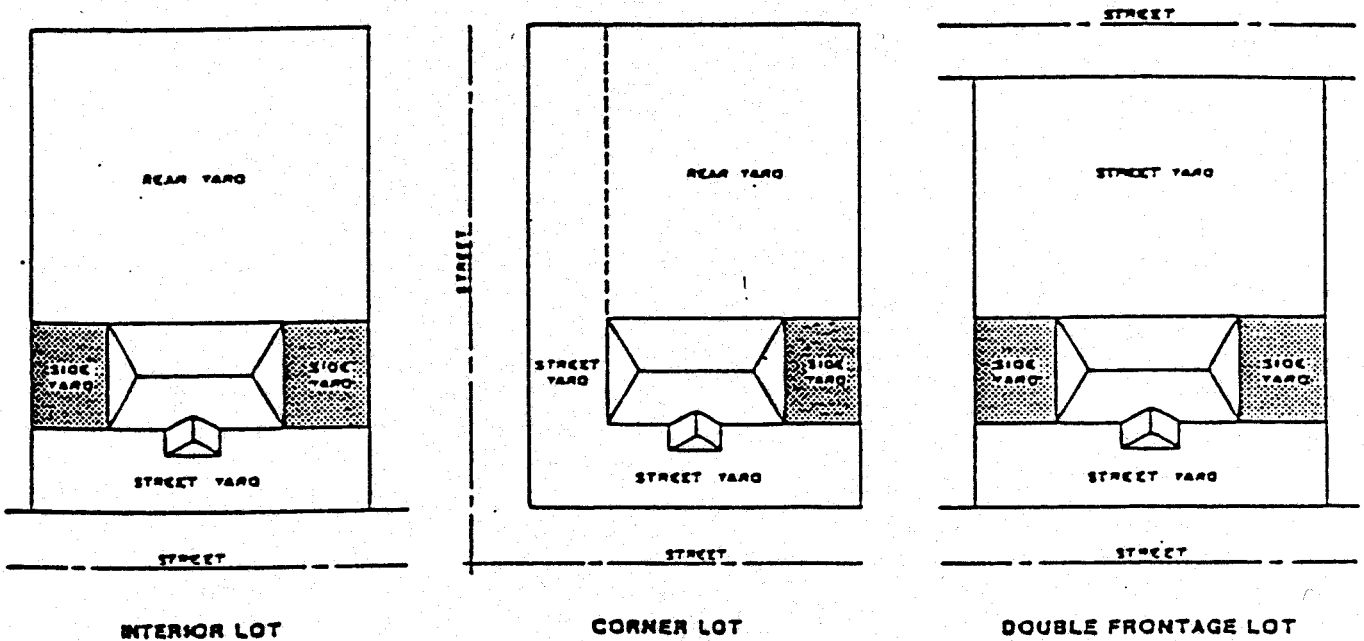 STREET
REAR YARD
REAR YARD
STREET YARD
STREET
SIDE
YARD
SIDE
YARD
STREET
YARD
SIDE
YARD
SIDE
YARD
SIDE
YARD
STREET YARD
STREET YARD
STREET YARD
STREET
STREET
STREET
INTERIOR LOT
CORNER LOT
DOUBLE FRONTAGE LOT